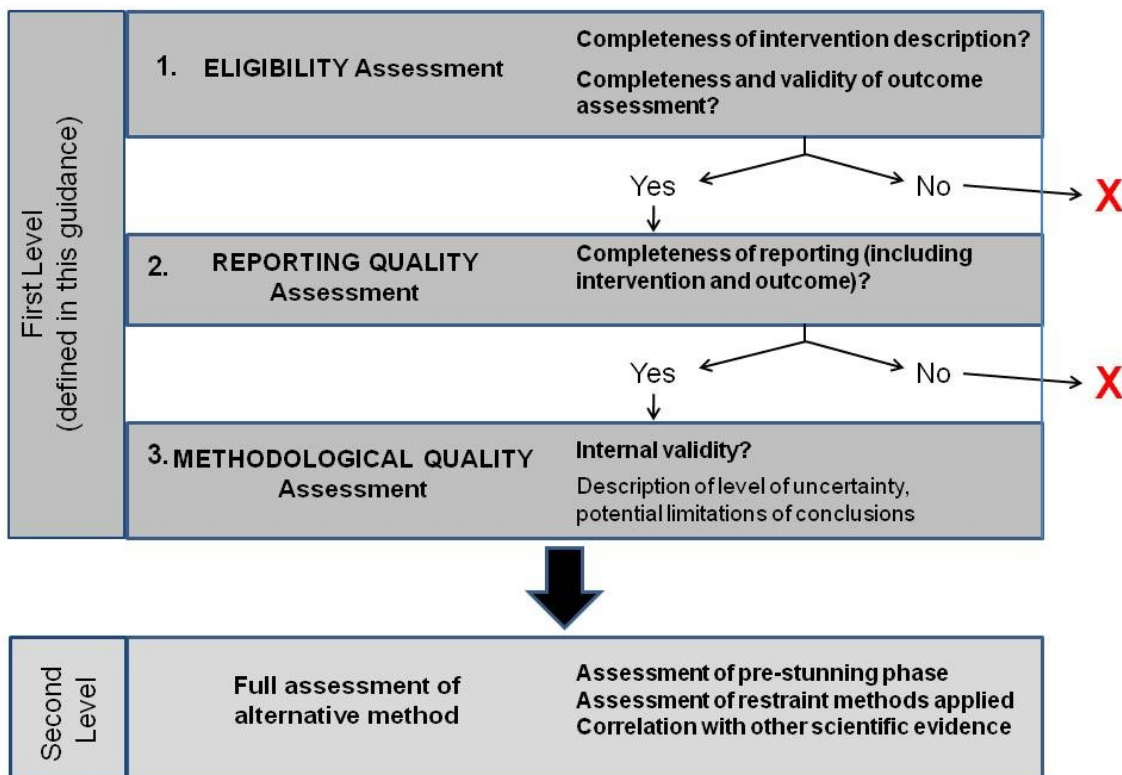 First Level
(defined in this guidance)
1. ELIGIBILITY Assessment
Completeness of intervention description?
Completeness and validity of outcome
assessment?
Yes
No
X
2. REPORTING QUALITY
Assessment
Completeness of reporting (including
intervention and outcome)?
Yes
No
X
3. METHODOLOGICAL QUALITY
Assessment
Internal validity?
Description of level of uncertainty,
potential limitations of conclusions
Second
Level
Full assessment of
alternative method
Assessment of pre-stunning phase
Assessment of restraint methods applied
Correlation with other scientific evidence